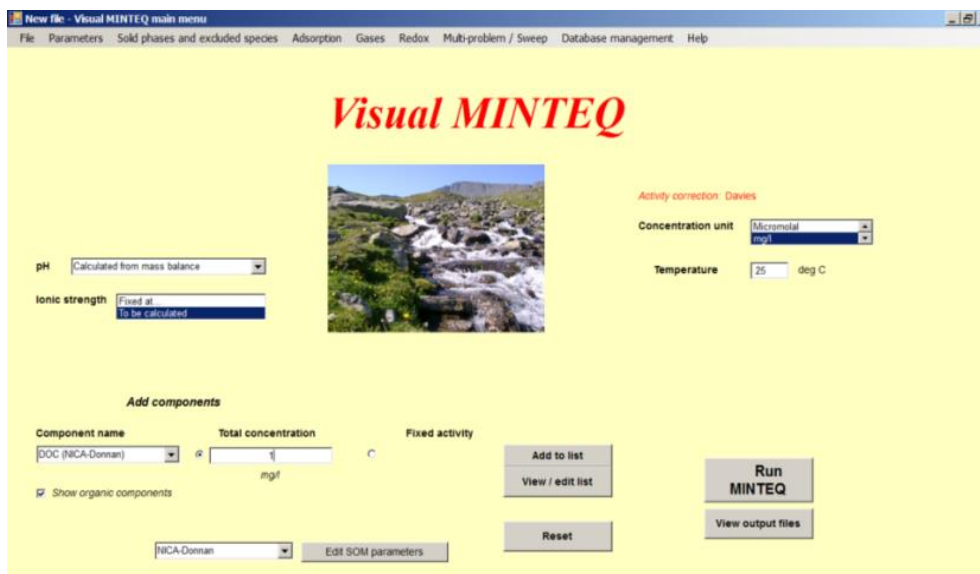 New file - Visual MINTEQ main menu
File Parameters Solid phases and excluded species Adsorption Gases Redox Multi-problem / Sweep Database management Help
Visual MINTEQ
Activity correction: Davies
Concentration unit Micromolal
mg/l
pH Calculated from mass balance
Temperature 25 deg C
Ionic strength Fixed at...
To be calculated
Add components
Component name Total concentration Fixed activity
DOC (NICA-Donnan) 1
mg/l
Show organic components
Add to list
View / edit list
Run
MINTEQ
View output files
Reset
NICA-Donnan Edit SOM parameters